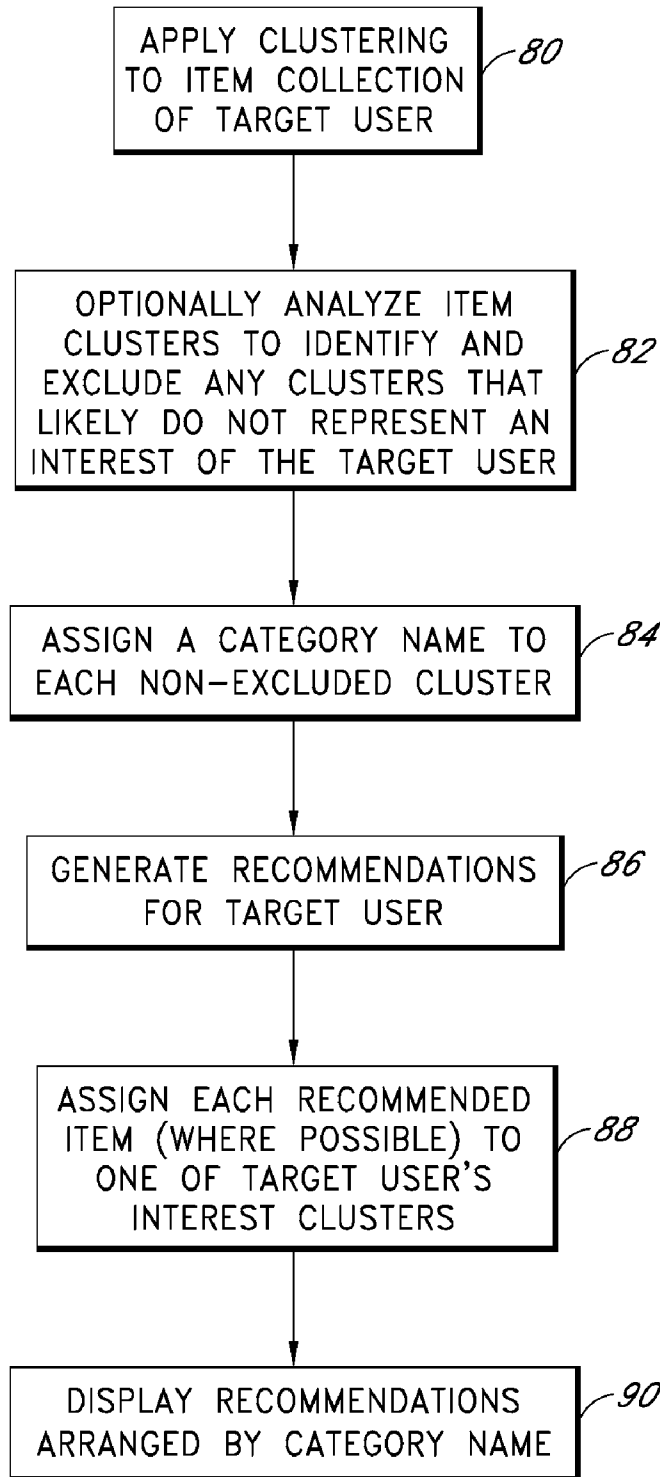 APPLY CLUSTERING
TO ITEM COLLECTION
OF TARGET USER
80
OPTIONALLY ANALYZE ITEM
CLUSTERS TO IDENTIFY AND
EXCLUDE ANY CLUSTERS THAT
LIKELY DO NOT REPRESENT AN
INTEREST OF THE TARGET USER
82
ASSIGN A CATEGORY NAME TO
EACH NON-EXCLUDED CLUSTER
84
GENERATE RECOMMENDATIONS
FOR TARGET USER
86
ASSIGN EACH RECOMMENDED
ITEM (WHERE POSSIBLE) TO
ONE OF TARGET USER'S
INTEREST CLUSTERS
88
DISPLAY RECOMMENDATIONS
ARRANGED BY CATEGORY NAME
90